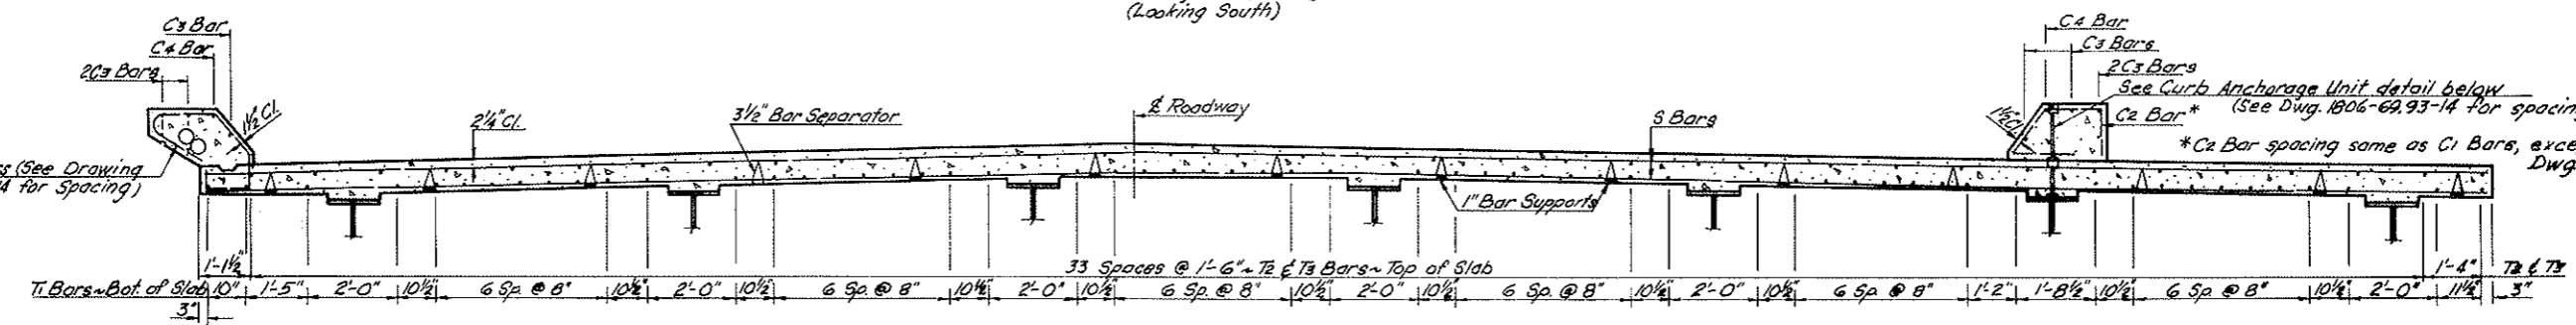 (Looking South)
C3 Bar
C4 Bar
2C3 Bars
1½" Cl.
2¼" Cl.
3½" Bar Separator
℄ Roadway
S Bars
1" Bar Supports
C4 Bar
C3 Bars
2C3 Bars
See Curb Anchorage Unit detail below
(See Dwg. 1806-69.93-14 for spacing
C2 Bar*
1½" Cl.
*C2 Bar spacing same as C1 Bars, exce
Dwg.
s (See Drawing
14 for Spacing)
1'-1½" 33 Spaces @ 1'-6" ~ T2 & T3 Bars ~ Top of Slab 1'-4" T2 & T3
T1 Bars ~ Bot. of Slab 10" 1'-5" 2'-0" 10½" 6 Sp. @ 8" 10½" 2'-0" 10½" 6 Sp. @ 8" 10½" 2'-0" 10½" 6 Sp. @ 8" 10½" 2'-0" 10½" 6 Sp. @ 8" 10½" 2'-0" 10½" 6 Sp @ 8" 1'-2" 1'-8½" 10½" 6 Sp. @ 8" 10½" 2'-0" 11½" 3"
3"